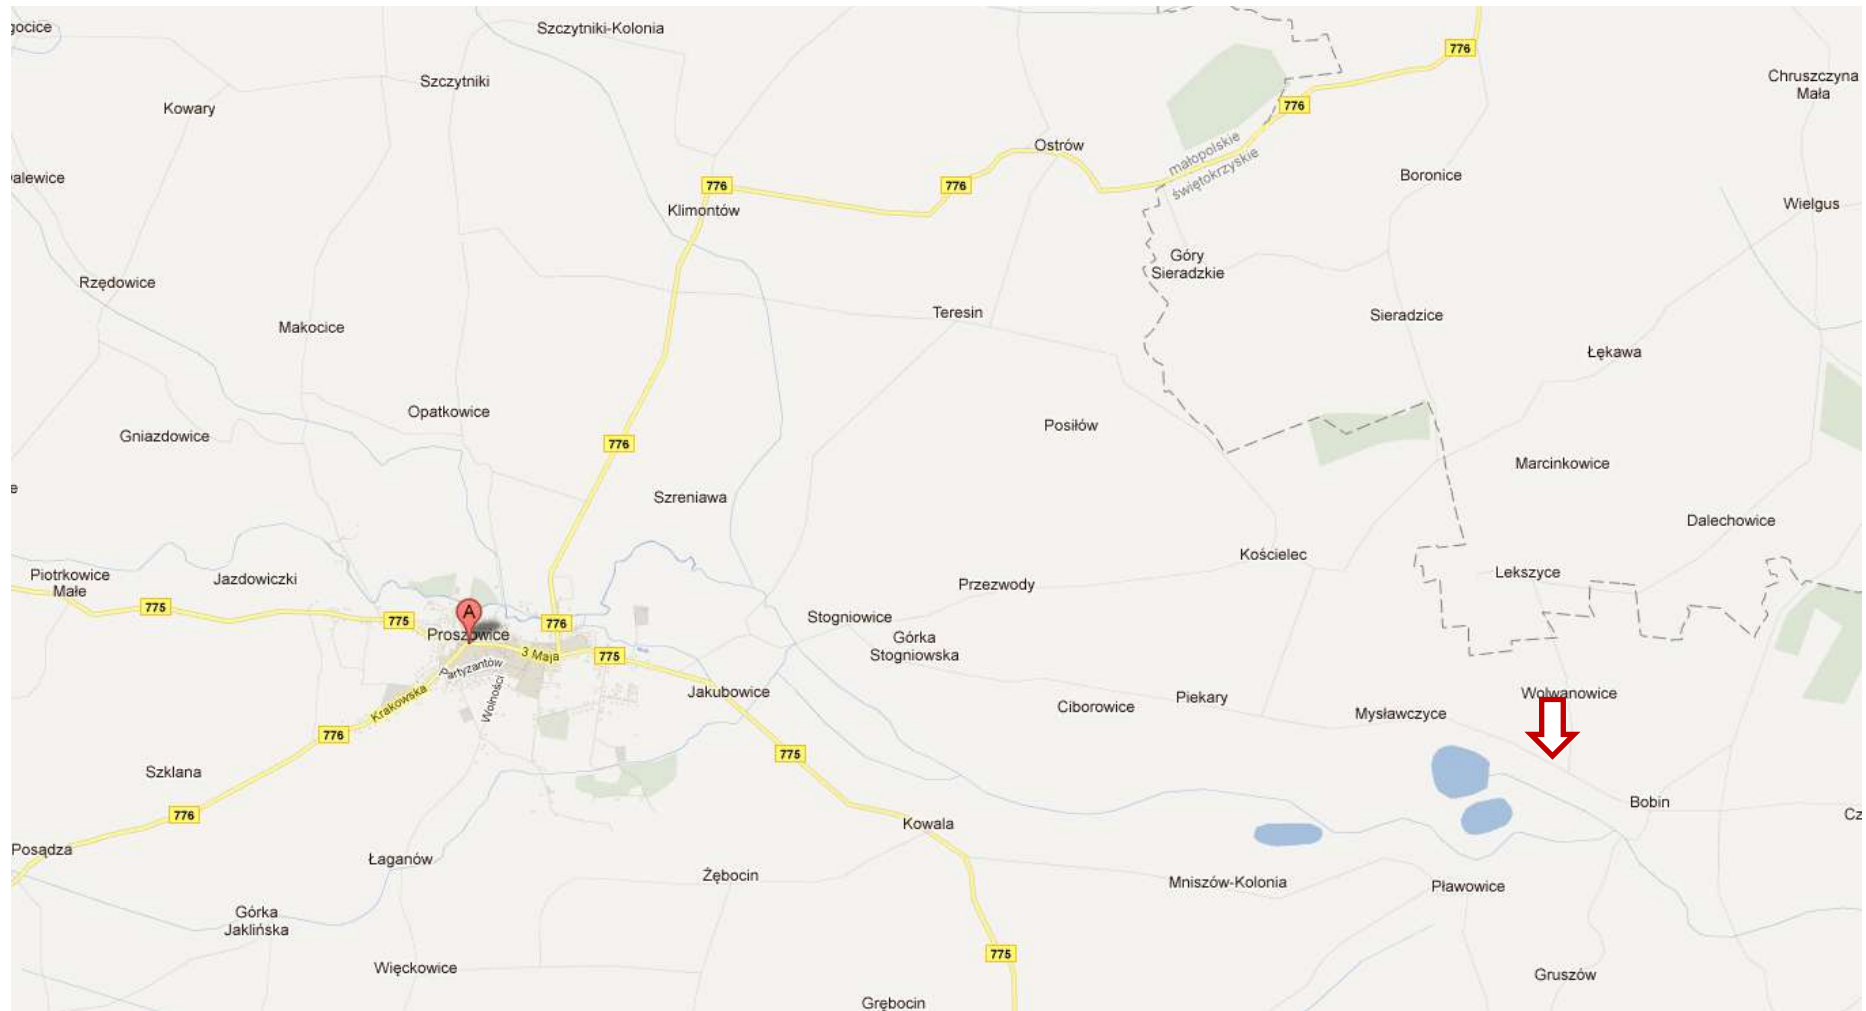 Szczytniki-Kolonia
776
Chruszczyna
Mała
Szczytniki
Kowary
776
Ostrów
małopolskie
świętokrzyskie
Boronice
776
776
Wielgus
Klimontów
Góry
Sieradzkie
Rzędowice
Teresin
Sieradzice
Makocice
Łękawa
Opatkowice
Posiłów
Gniazdowice
776
Marcinkowice
Szreniawa
Dalechowice
Kościelec
Piotrkowice
Małe
Jazdowiczki
Przezwody
Lekszyce
775
A
775
776
Stogniowice
Proszowice
Górka
Stogniowska
3 Maja
775
Partyzantów
Krakowska
Wolności
Jakubowice
Piekary
Wolwanowice
Ciborowice
Mysławczyce
776
775
Szklana
Bobin
776
Kowala
Posądza
Łaganów
Żębocin
Mniszów-Kolonia
Pławowice
Górka
Jaklińska
775
Więckowice
Gruszów
Grębocin